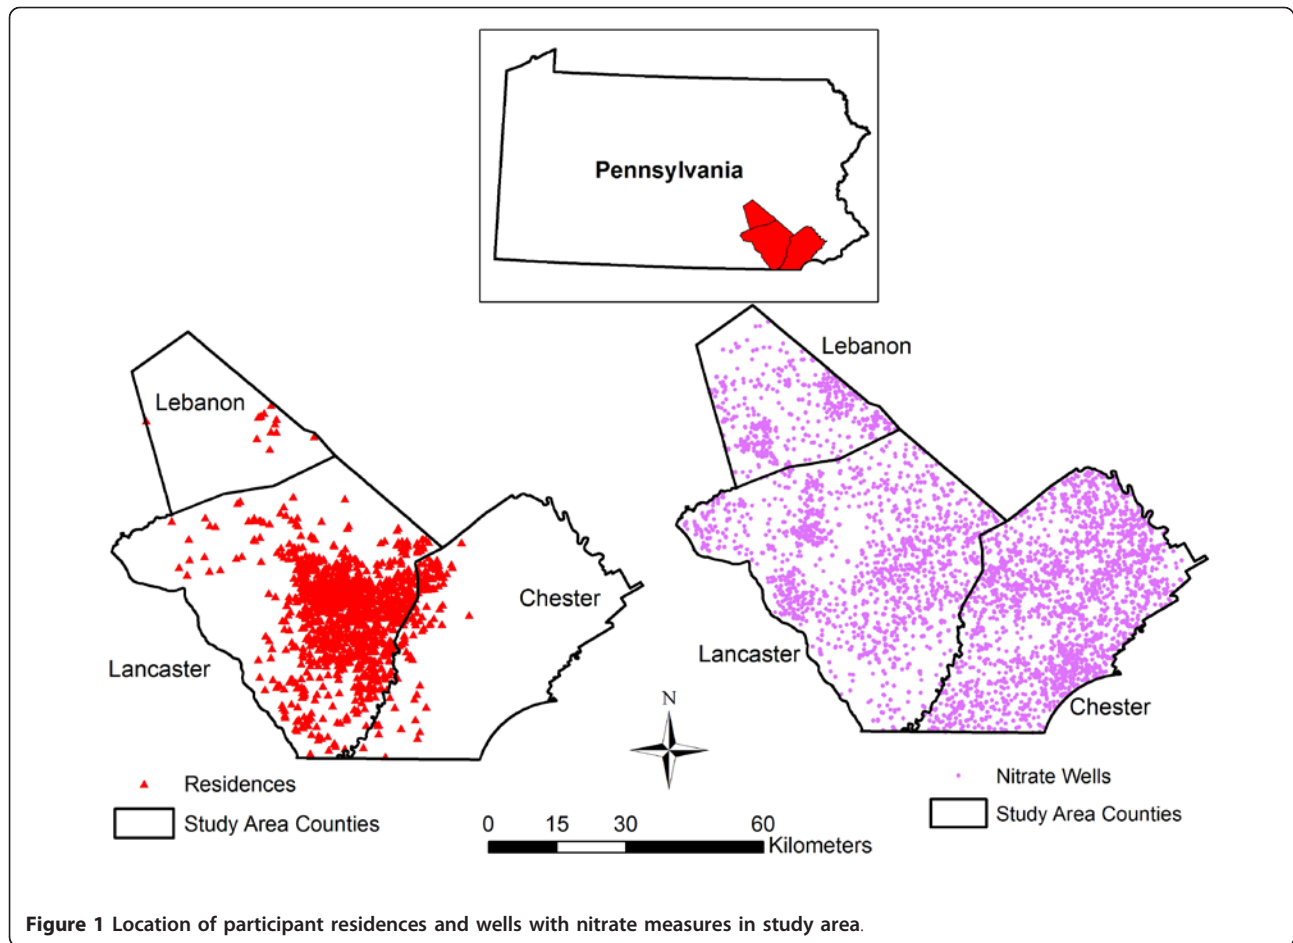 Pennsylvania
Lebanon
Lebanon
Chester
Lancaster
Lancaster
Chester
N
Residences
Study Area Counties
Nitrate Wells
Study Area Counties
0 15 30 60
Kilometers
Figure 1 Location of participant residences and wells with nitrate measures in study area.